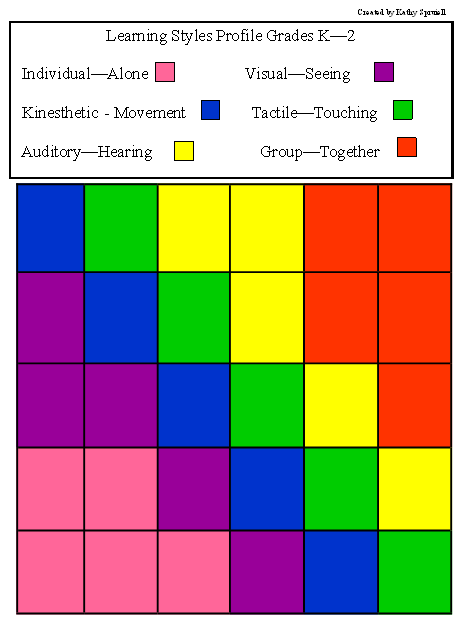 Created by Kathy Spruiell
Learning Styles Profile Grades K—2
Individual—Alone Visual—Seeing
Kinesthetic - Movement Tactile—Touching
Auditory—Hearing Group—Together